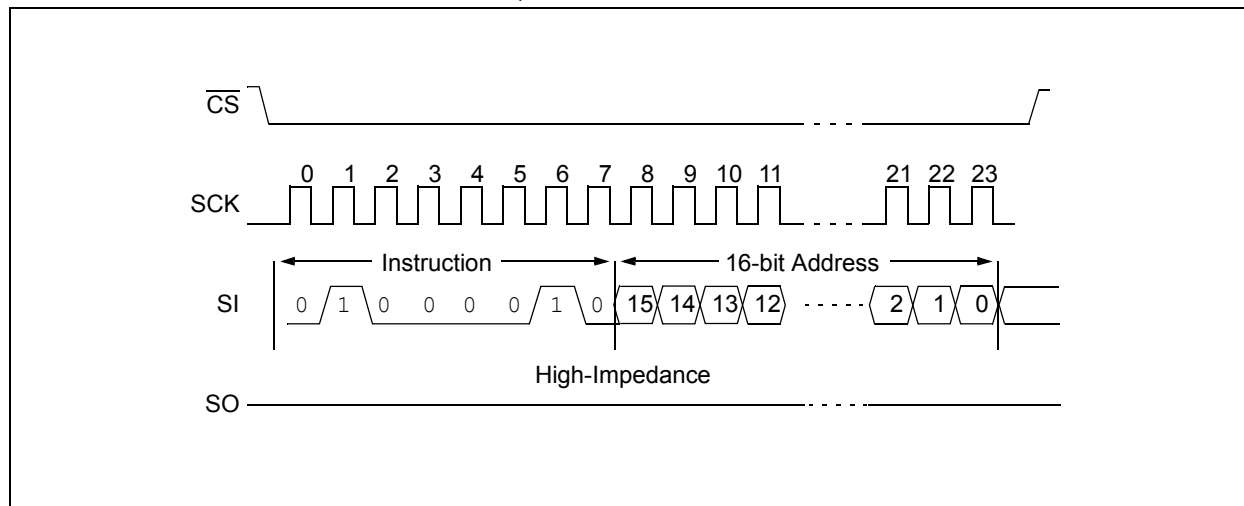 CS
0 1 2 3 4 5 6 7 8 9 10 11 21 22 23
SCK
Instruction 16-bit Address
SI 0 1 0 0 0 0 1 0 15 14 13 12 2 1 0
High-Impedance
SO